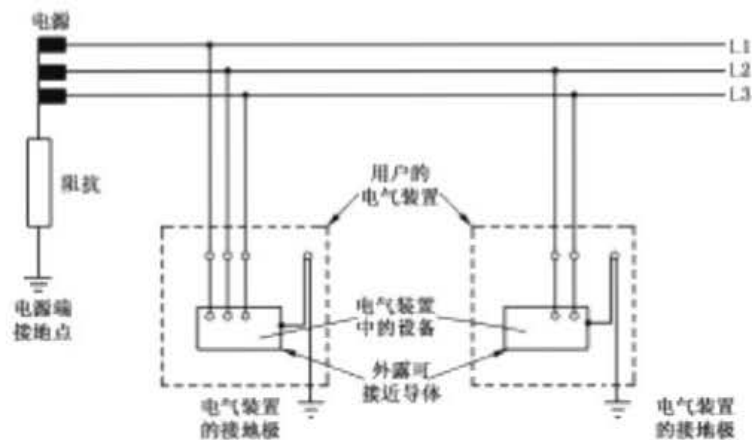 电源
L1
L2
L3
阻抗
用户的
电气装置
电源端
接地点
电气装置
中的设备
外露可
接近导体
电气装置
的接地极
电气装置
的接地极